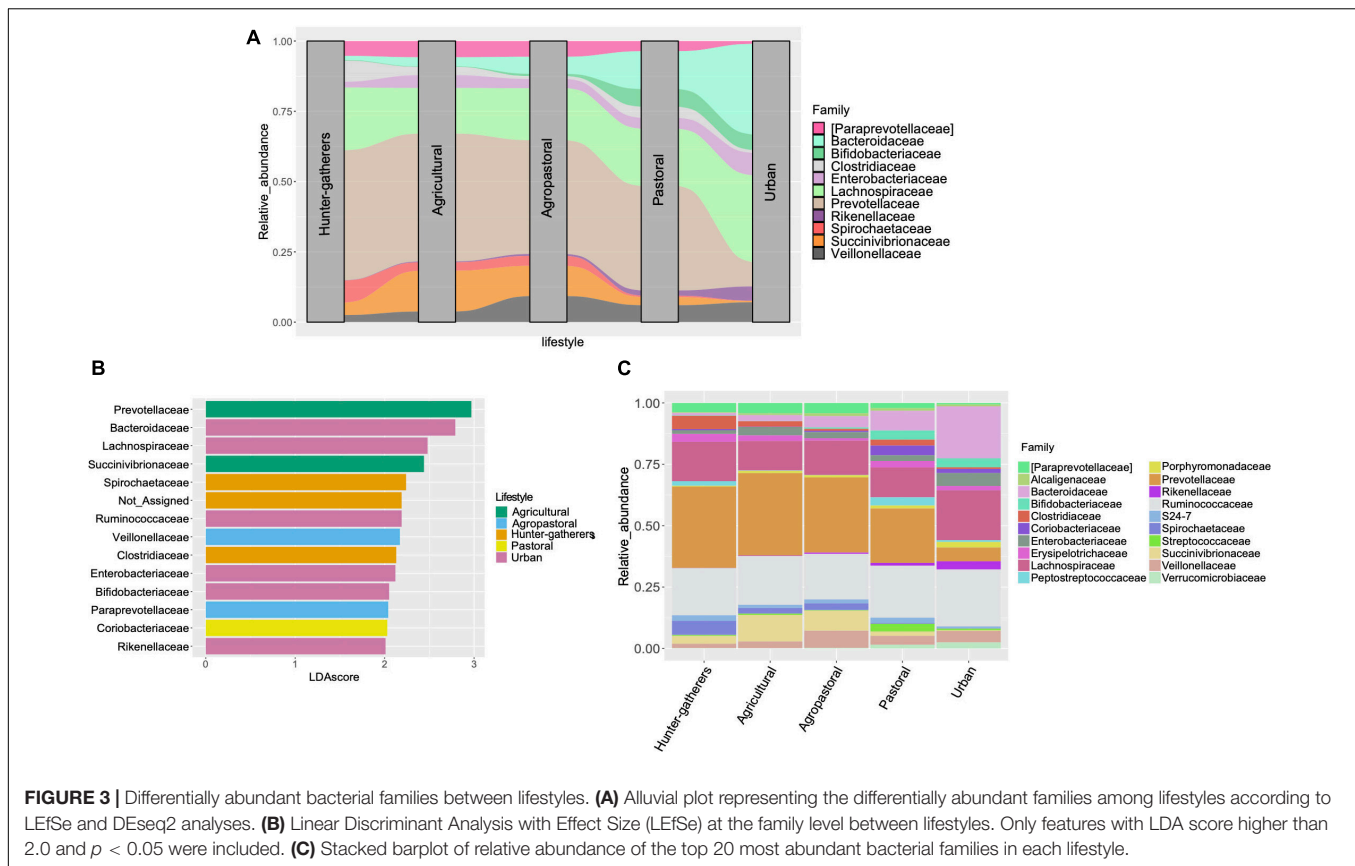 A
1.00
0.75
0.50
0.25
0.00
Relative_abundance
Hunter-gatherers
Agricultural
Agropastoral
Pastoral
Urban
lifestyle
Family
[Paraprevotellaceae]
Bacteroidaceae
Bifidobacteriaceae
Clostridiaceae
Enterobacteriaceae
Lachnospiraceae
Prevotellaceae
Rikenellaceae
Spirochaetaceae
Succinivibrionaceae
Veillonellaceae
B
Prevotellaceae
Bacteroidaceae
Lachnospiraceae
Succinivibrionaceae
Spirochaetaceae
Not_Assigned
Ruminococcaceae
Veillonellaceae
Clostridiaceae
Enterobacteriaceae
Bifidobacteriaceae
Paraprevotellaceae
Coriobacteriaceae
Rikenellaceae
0 1 2 3
LDAscore
Lifestyle
Agricultural
Agropastoral
Hunter-gatherers
Pastoral
Urban
C
1.00
0.75
0.50
0.25
0.00
Relative_abundance
Hunter-gatherers
Agricultural
Agropastoral
Pastoral
Urban
Family
[Paraprevotellaceae]
Alcaligenaceae
Bacteroidaceae
Bifidobacteriaceae
Clostridiaceae
Coriobacteriaceae
Enterobacteriaceae
Erysipelotrichaceae
Lachnospiraceae
Peptostreptococcaceae
Porphyromonadaceae
Prevotellaceae
Rikenellaceae
Ruminococcaceae
S24-7
Spirochaetaceae
Streptococcaceae
Succinivibrionaceae
Veillonellaceae
Verrucomicrobiaceae
FIGURE 3 | Differentially abundant bacterial families between lifestyles. (A) Alluvial plot representing the differentially abundant families among lifestyles according to
LEfSe and DEseq2 analyses. (B) Linear Discriminant Analysis with Effect Size (LEfSe) at the family level between lifestyles. Only features with LDA score higher than
2.0 and p < 0.05 were included. (C) Stacked barplot of relative abundance of the top 20 most abundant bacterial families in each lifestyle.